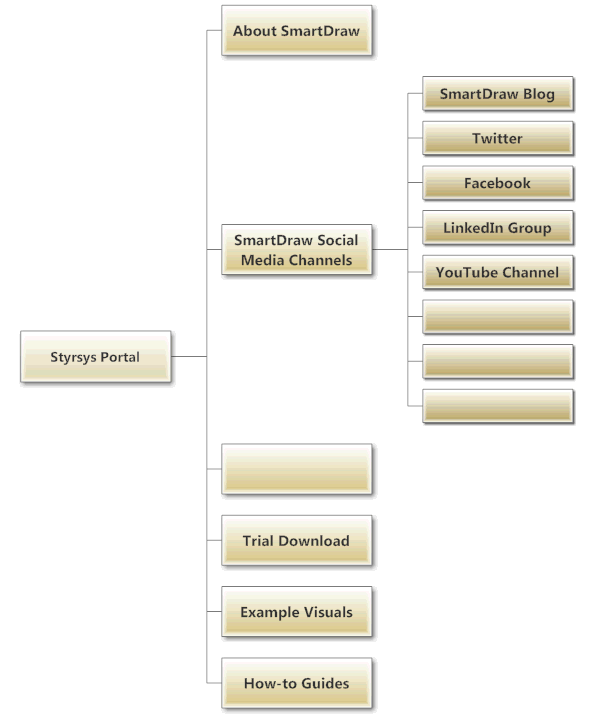 About SmartDraw
SmartDraw Blog
Twitter
Facebook
SmartDraw Social
Media Channels
LinkedIn Group
YouTube Channel
Styrsys Portal
Trial Download
Example Visuals
How-to Guides